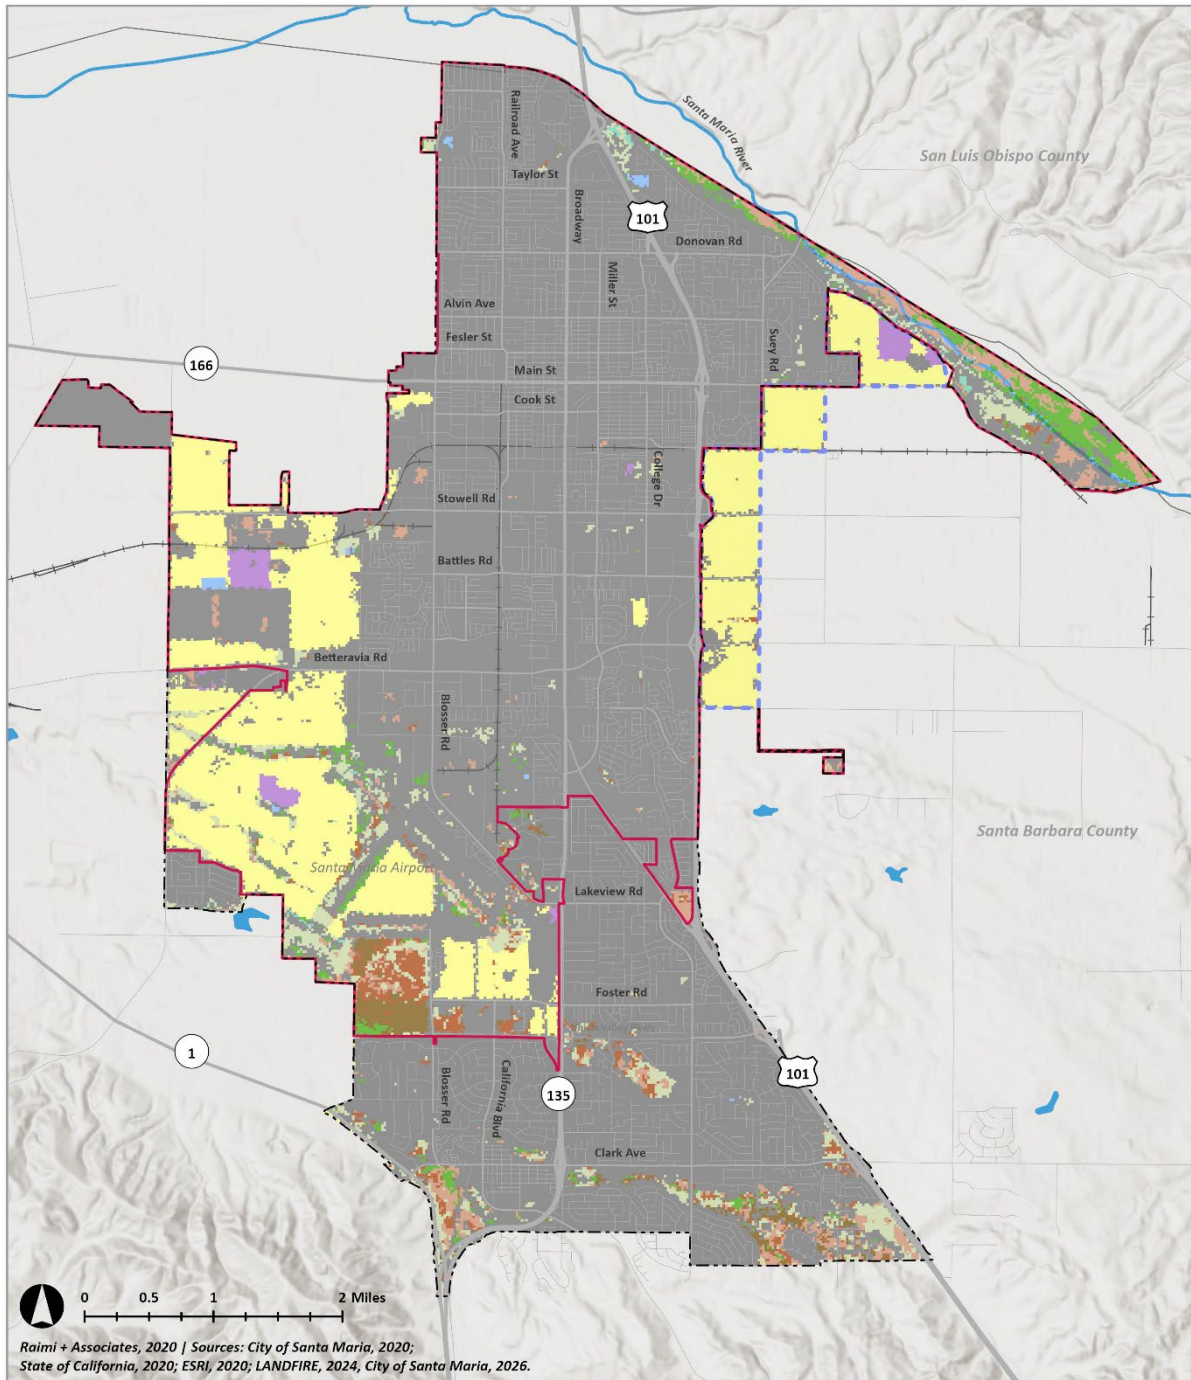 Santa Maria River
San Luis Obispo County
Railroad Ave
Taylor St
Broadway
101
Donovan Rd
Miller St
Alvin Ave
Fesler St
Suey Rd
166
Main St
Cook St
College Dr
Stowell Rd
Battles Rd
Betteravia Rd
Blosser Rd
Santa Barbara County
Santa Maria Airport
Lakeview Rd
Foster Rd
1
101
Blosser Rd
California Blvd
135
Clark Ave
0 0.5 1 2 Miles
Raimi + Associates, 2020 | Sources: City of Santa Maria, 2020;
State of California, 2020; ESRI, 2020; LANDFIRE, 2024, City of Santa Maria, 2026.